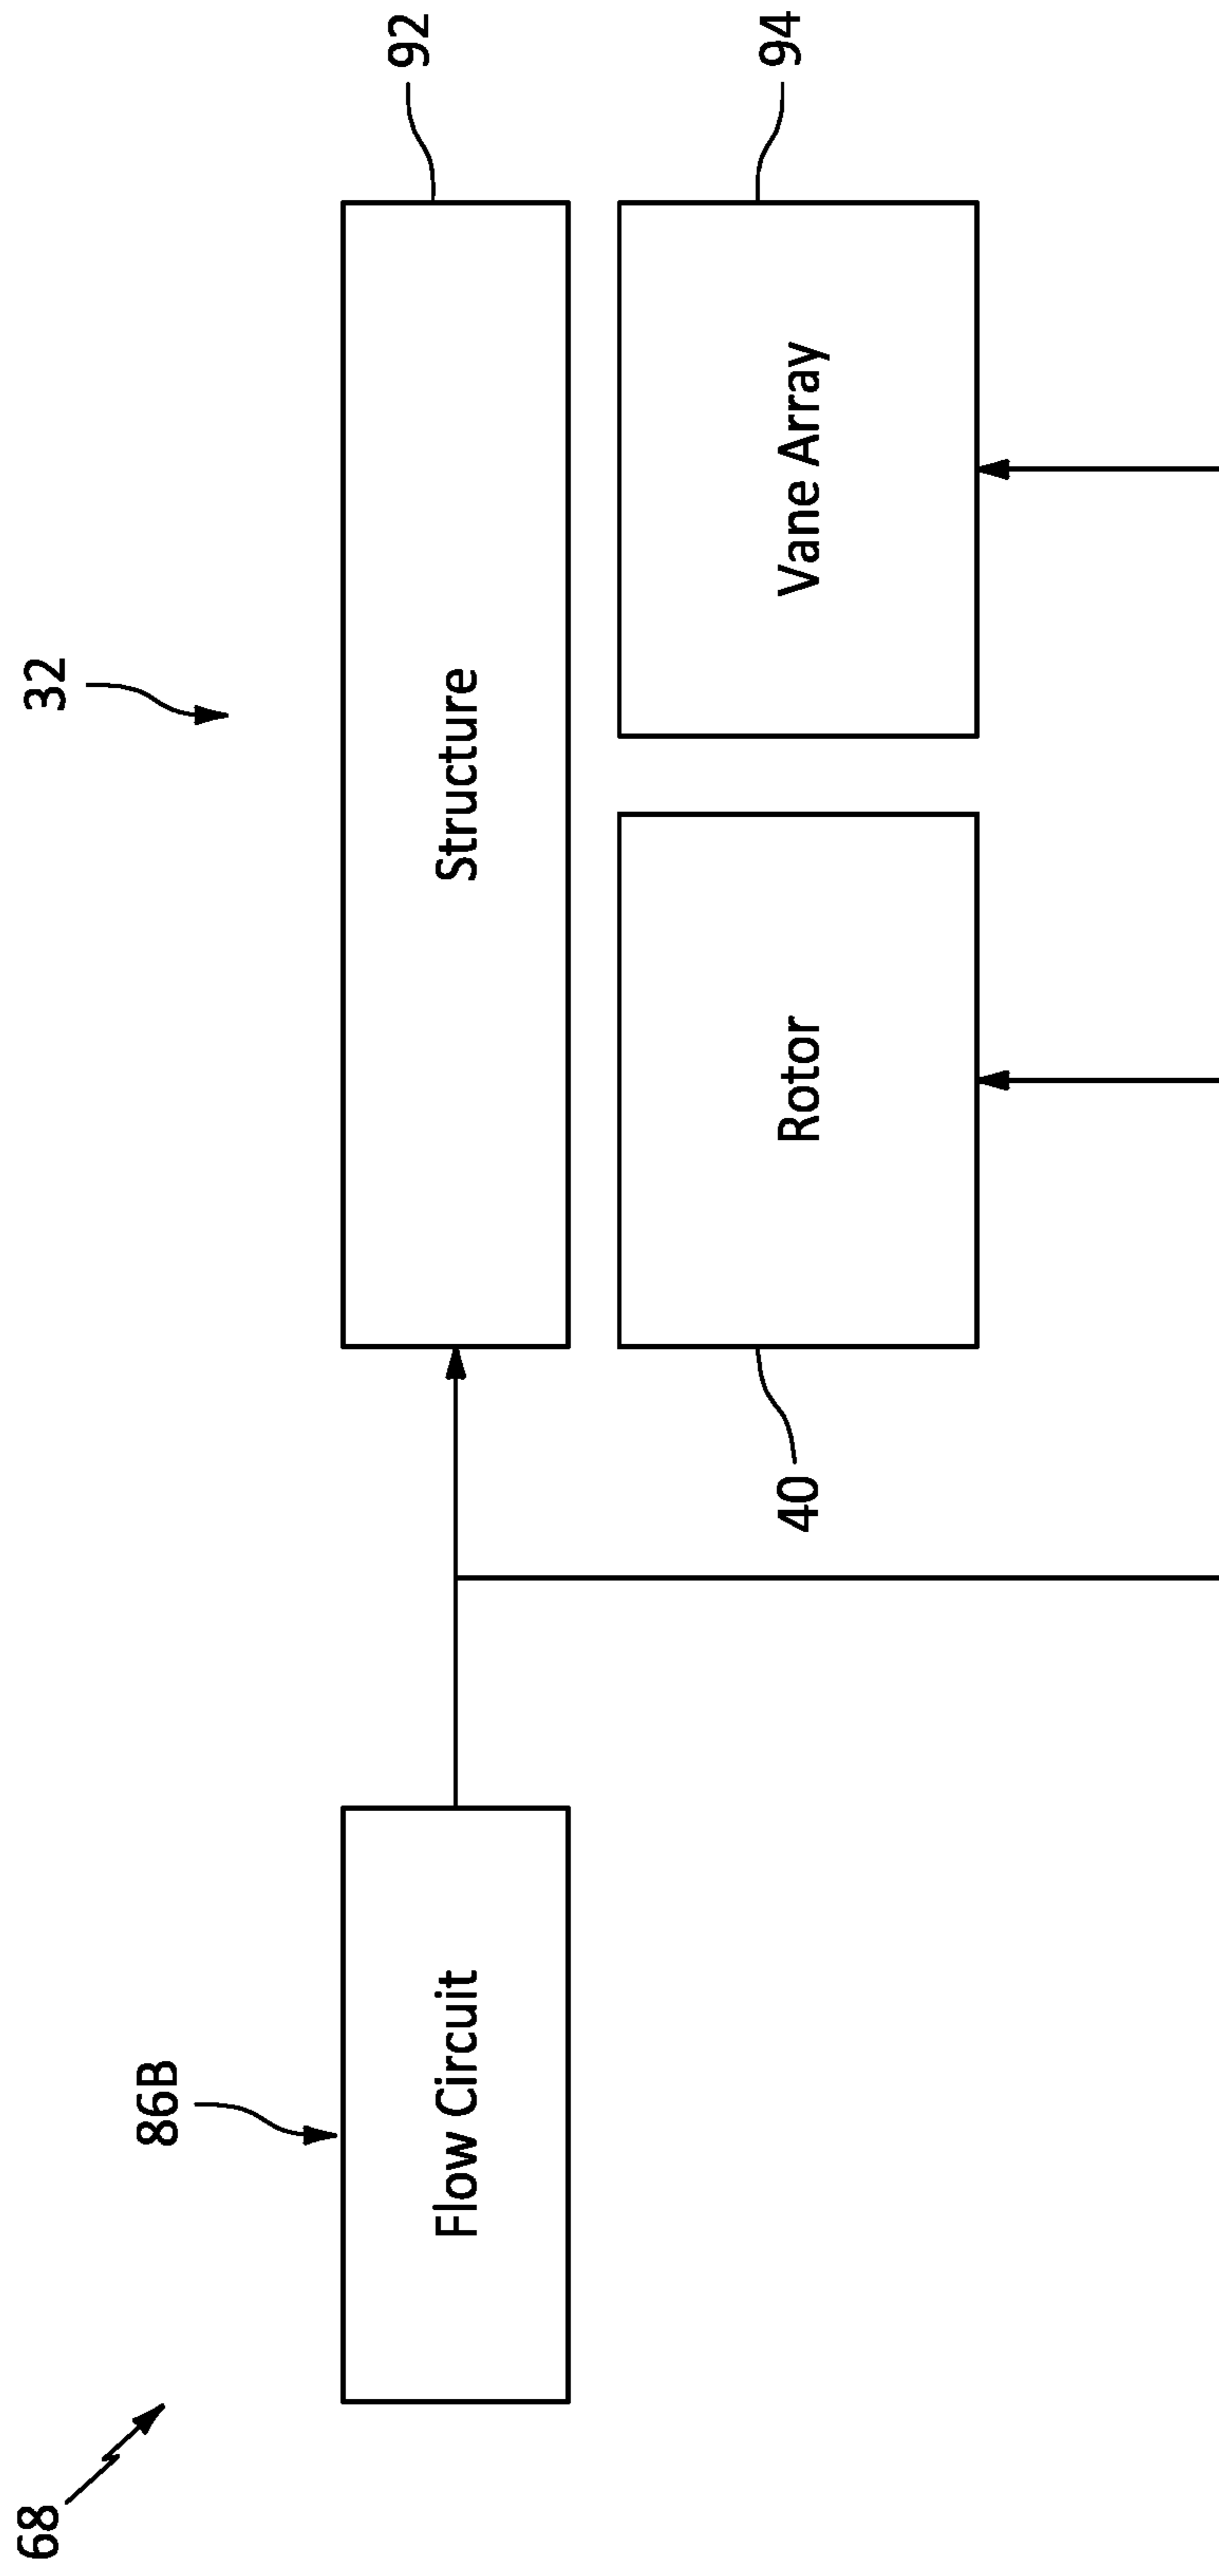 68
86B
Flow Circuit
32
92
Structure
40
Rotor
94
Vane Array